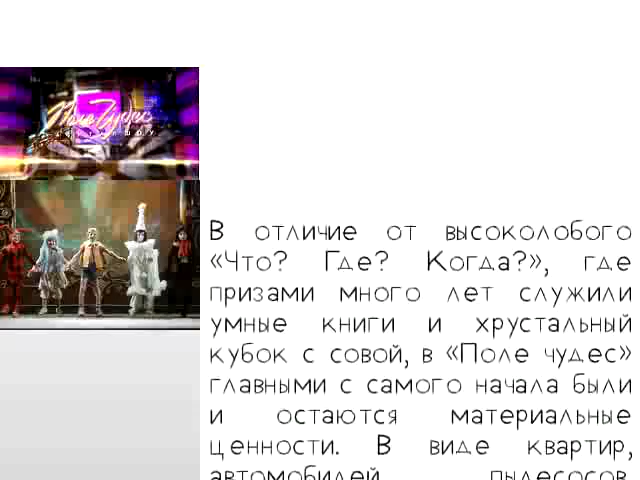 Поле Чудес
В отличие от высоколобого
«Что? Где? Когда?», где
призами много лет служили
умные книги и хрустальный
кубок с совой, в «Поле чудес»
главными с самого начала были
и остаются материальные
ценности. В виде квартир,
автомобилей, пылесосов,